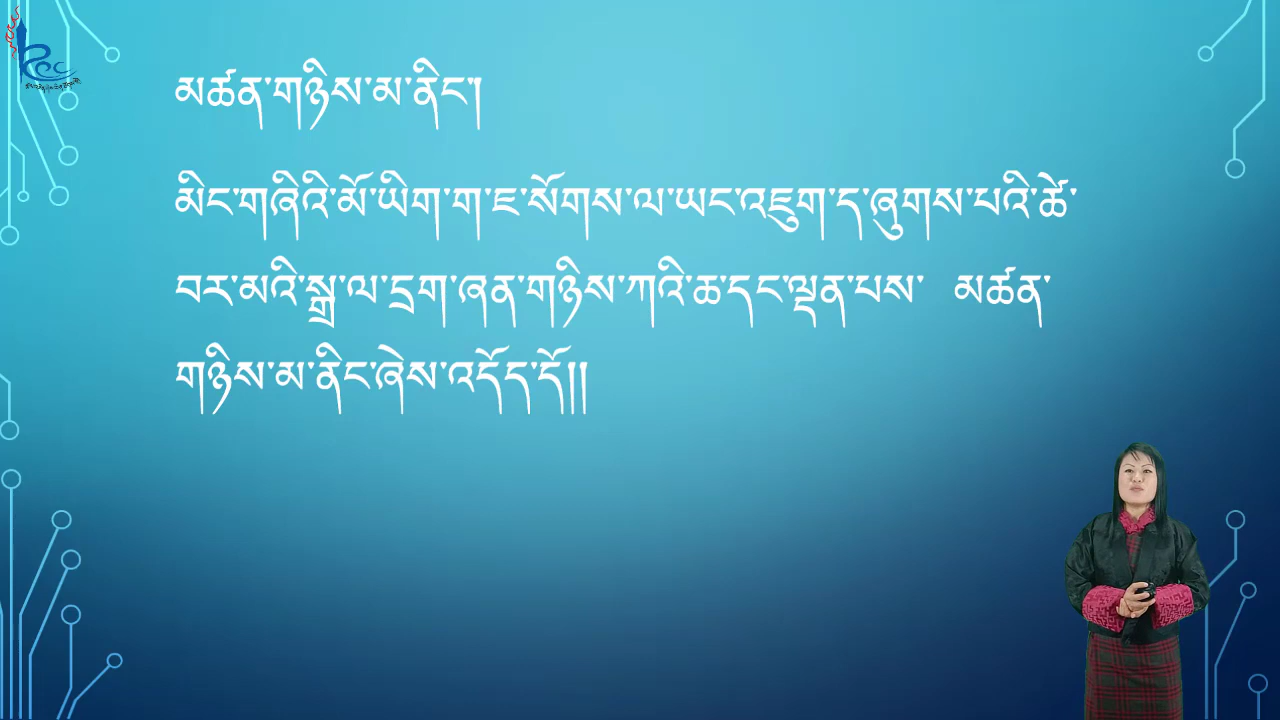 མཚན་གཉིས་མ་ནིང་།
མིང་གཞིའི་མོ་ཡིག་ག་ཇ་སོགས་ལ་ཡང་འཇུག་ད་ཞུགས་པའི་ཚེ་
བར་མའི་སྒྲ་ལ་དྲག་ཞན་གཉིས་ཀའི་ཆ་དང་ལྡན་པས་ མཚན་
གཉིས་མ་ནིང་ཞེས་འདོད་དོ།།